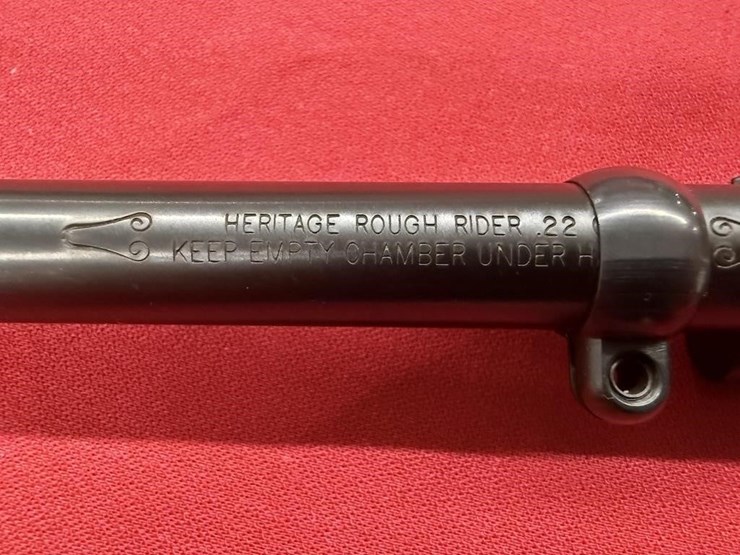 HERITAGE ROUGH RIDER .22
KEEP EMPTY CHAMBER UNDER H